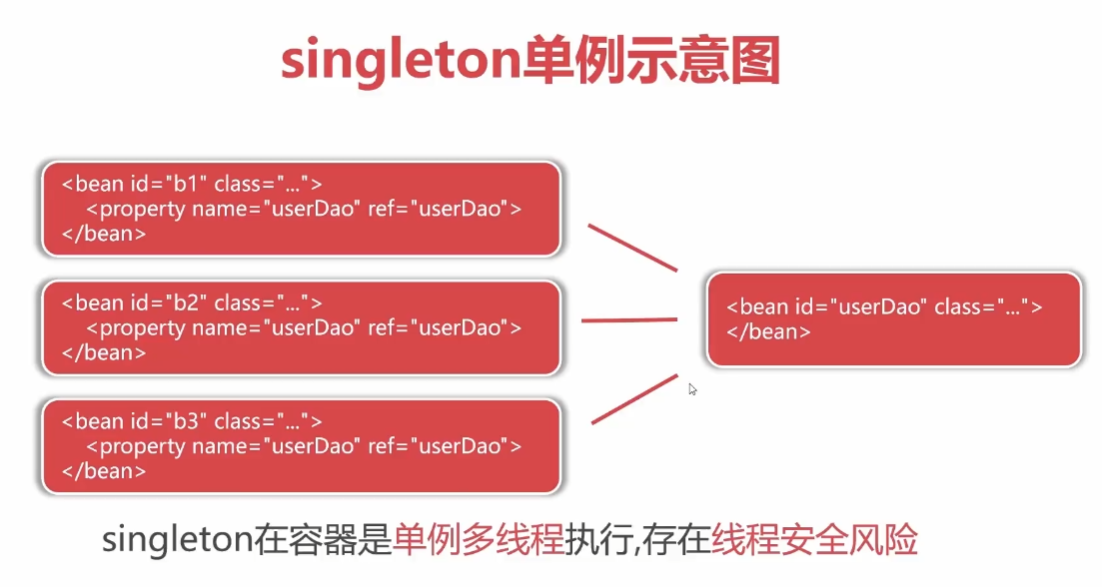 singleton单例示意图
<bean id="b1" class="...">
<property name="userDao" ref="userDao">
</bean>
<bean id="b2" class="...">
<property name="userDao" ref="userDao">
</bean>
<bean id="b3" class="...">
<property name="userDao" ref="userDao">
</bean>
<bean id="userDao" class="...">
</bean>
singleton在容器是单例多线程执行,存在线程安全风险